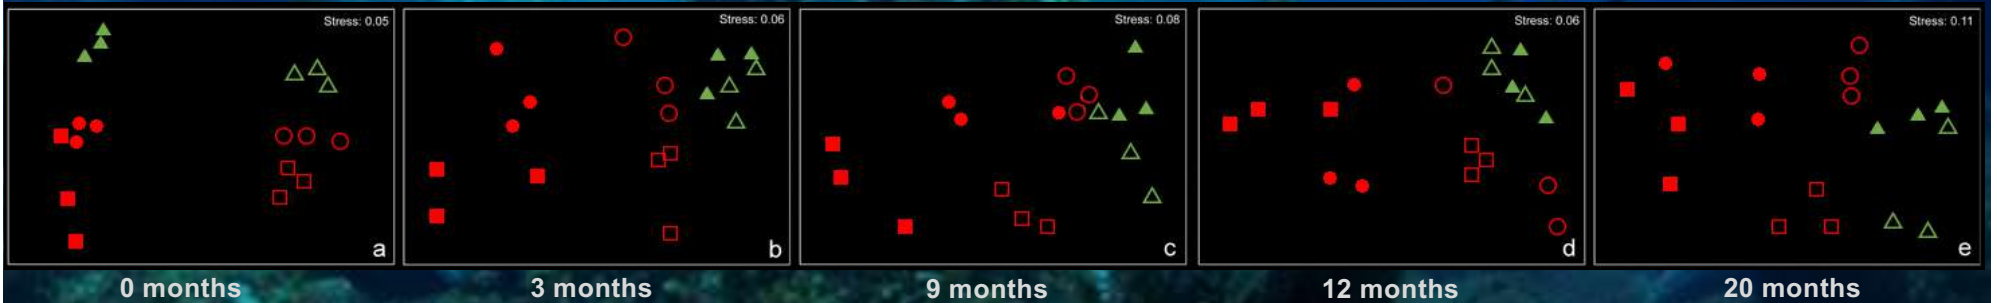 Stress: 0.05
a
Stress: 0.06
b
Stress: 0.08
c
Stress: 0.06
d
Stress: 0.11
e
0 months
3 months
9 months
12 months
20 months